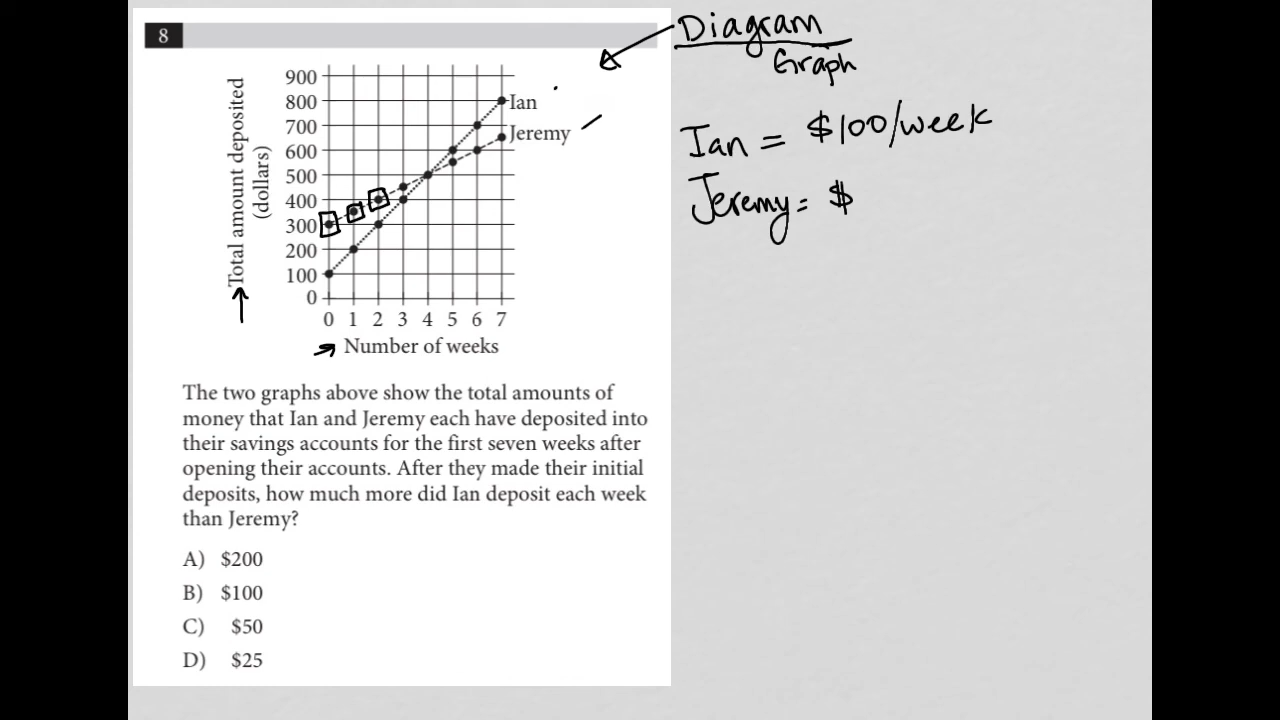 8
Diagram
Graph
900
800
700
600
500
400
300
200
100
0
Total amount deposited
(dollars)
Ian
Jeremy
0 1 2 3 4 5 6 7
Number of weeks
Ian = $100/week
Jeremy = $
The two graphs above show the total amounts of
money that Ian and Jeremy each have deposited into
their savings accounts for the first seven weeks after
opening their accounts. After they made their initial
deposits, how much more did Ian deposit each week
than Jeremy?
A) $200
B) $100
C) $50
D) $25